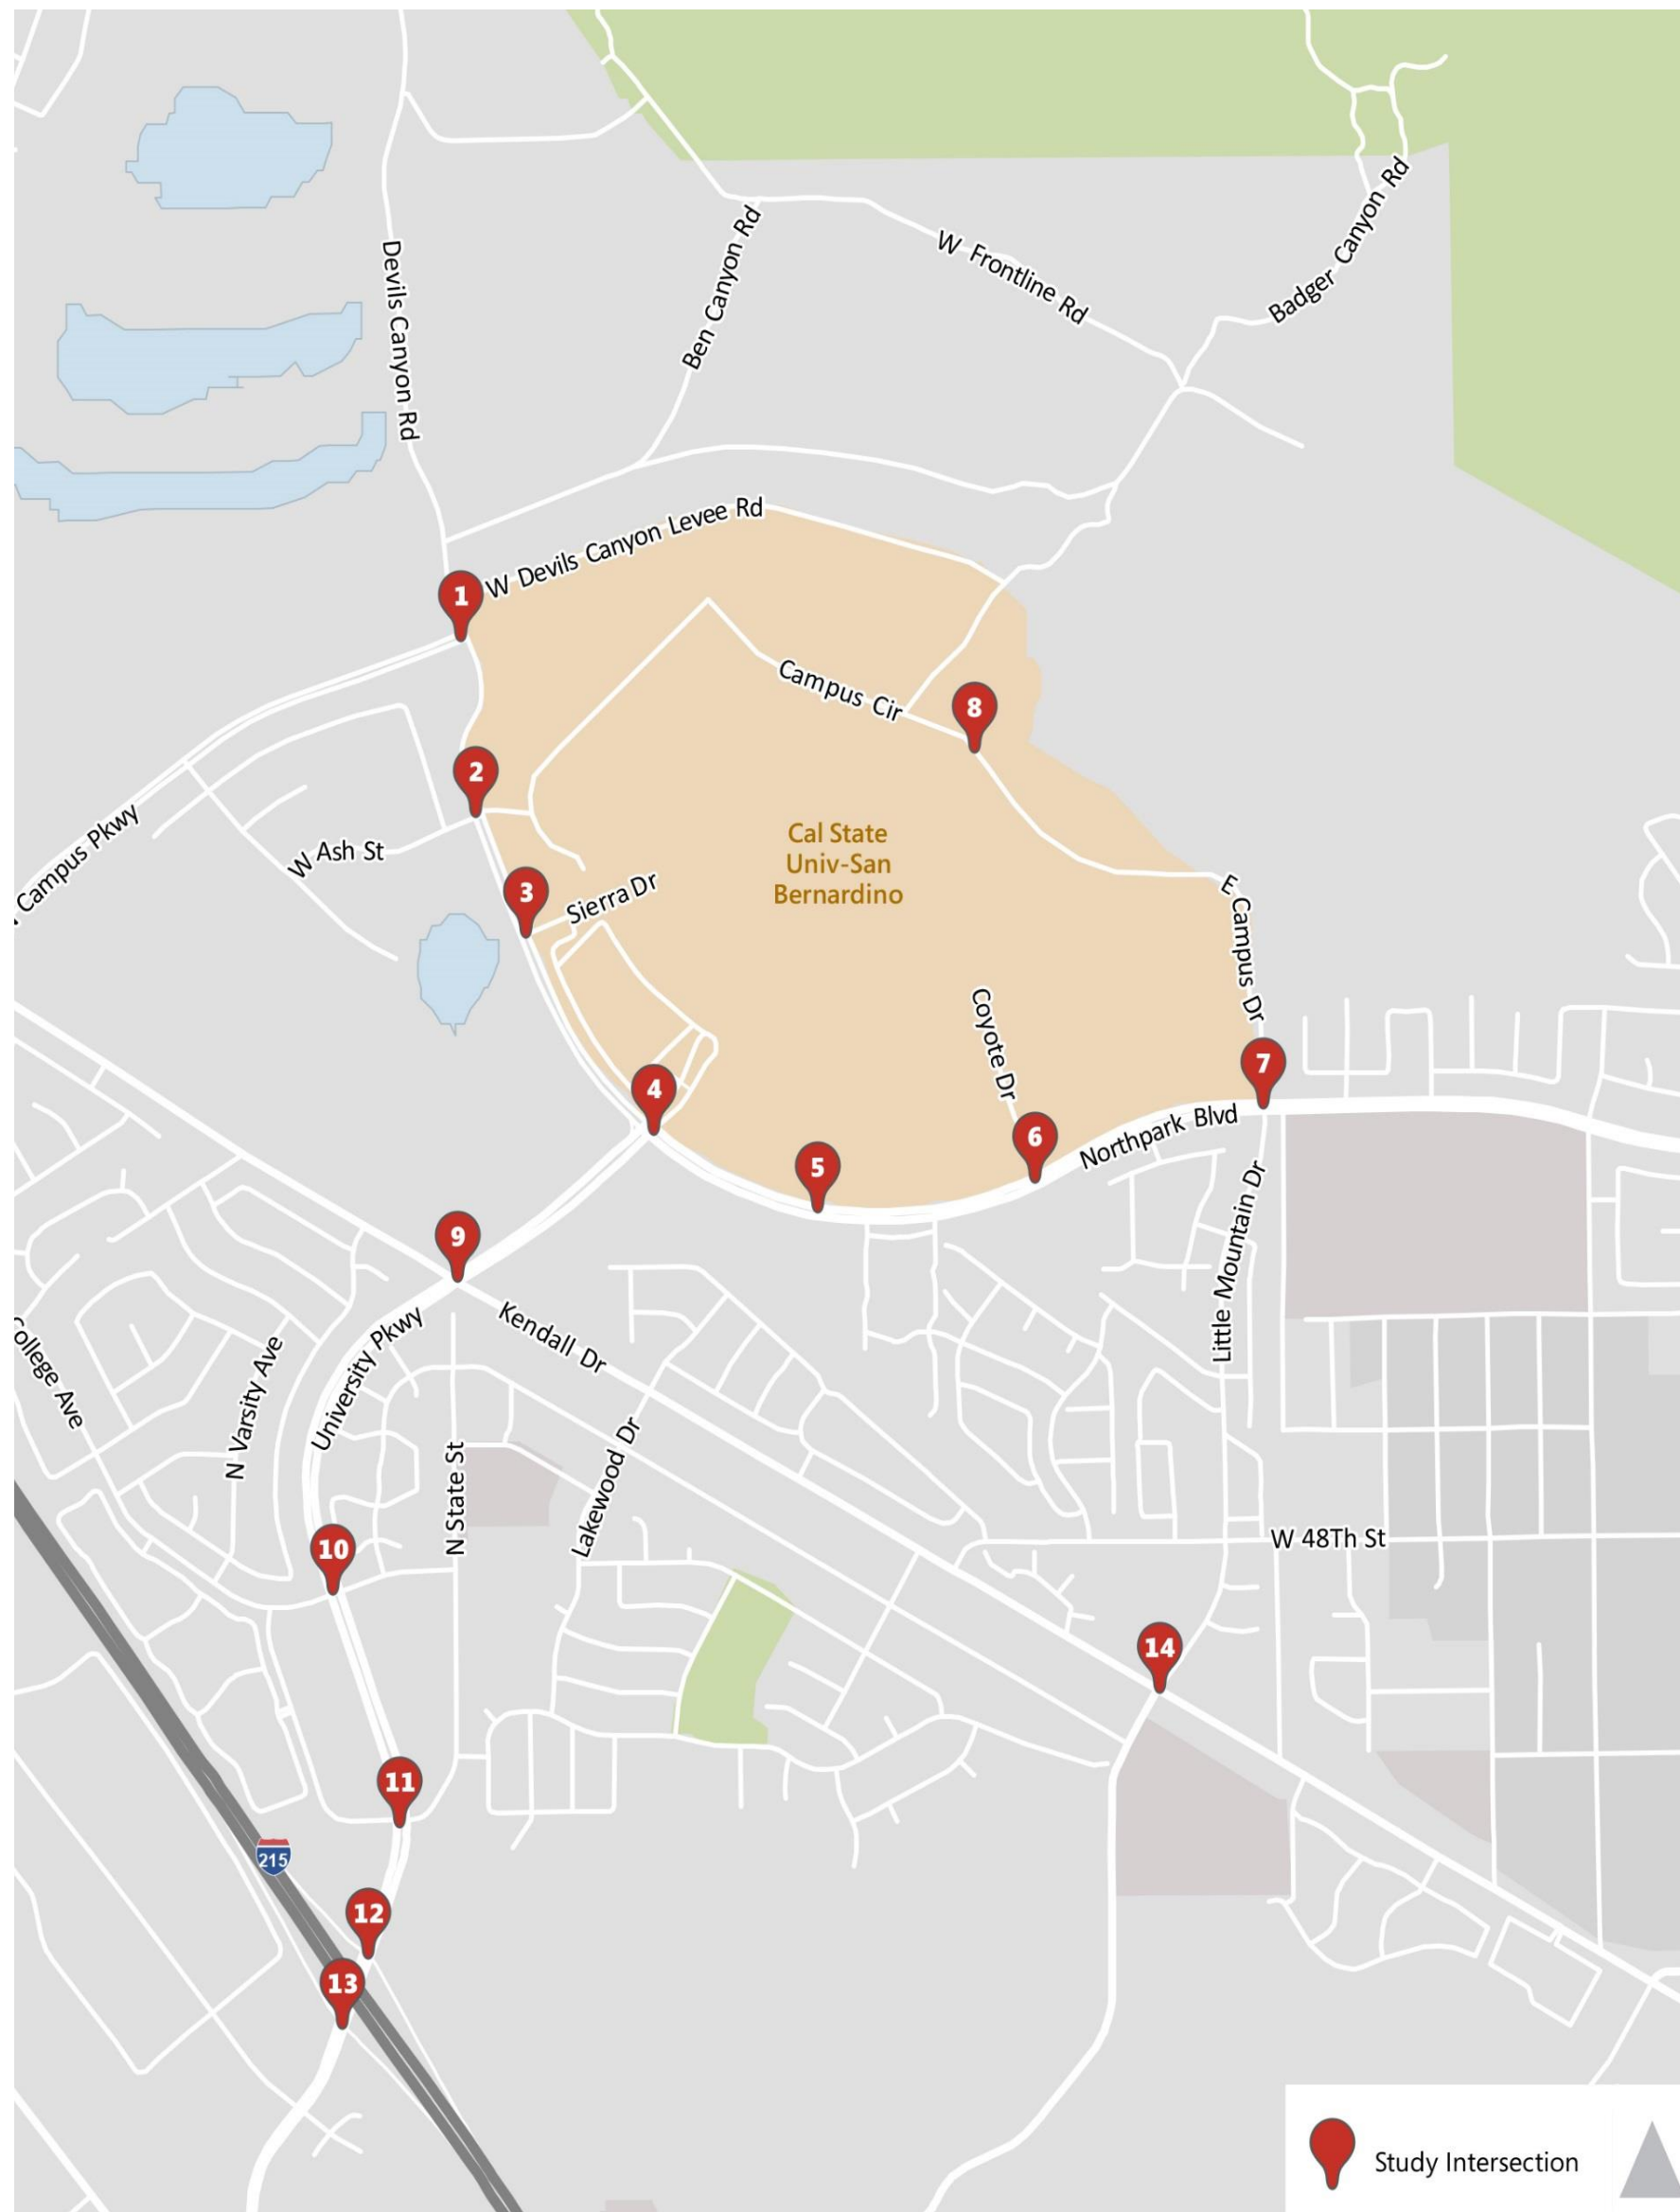 Devils Canyon Rd
Ben Canyon Rd
W Frontline Rd
Badger Canyon Rd
W Devils Canyon Levee Rd
1
Campus Cir
8
2
Campus Pkwy
W Ash St
Cal State
Univ-San
Bernardino
3
Sierra Dr
E Campus Dr
Coyote Dr
4
7
6
Northpark Blvd
5
9
Little Mountain Dr
Kendall Dr
University Pkwy
College Ave
N Varsity Ave
N State St
Lakewood Dr
10
W 48Th St
14
11
215
12
13
Study Intersection